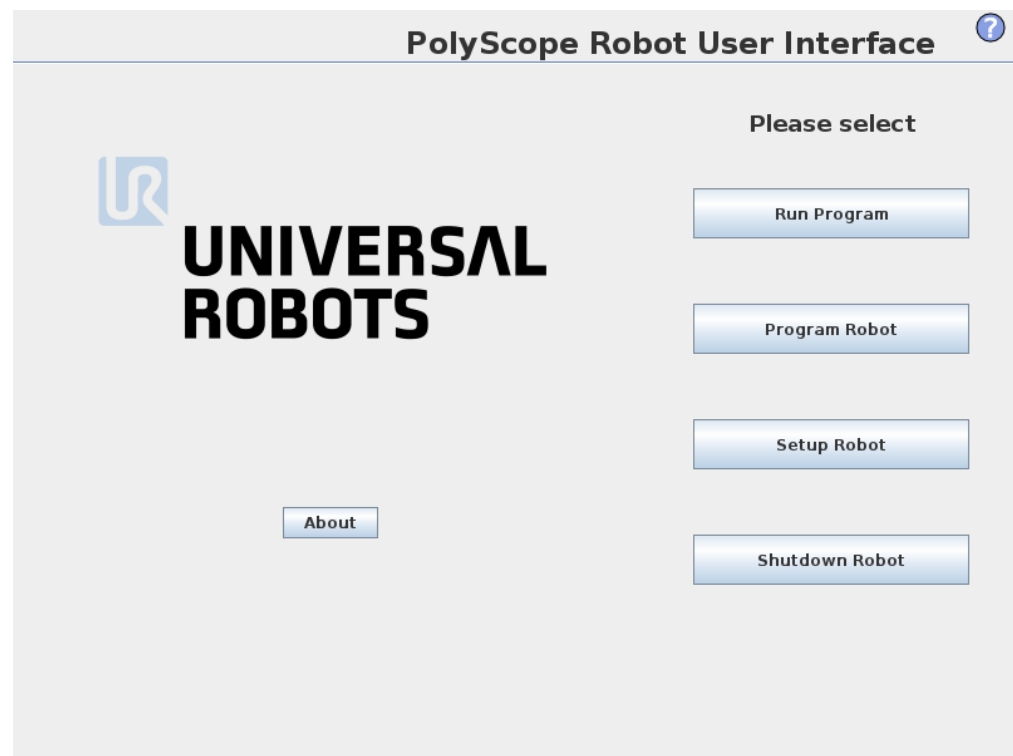 PolyScope Robot User Interface
?
Please select
UR
UNIVERSAL
ROBOTS
Run Program
Program Robot
Setup Robot
About
Shutdown Robot